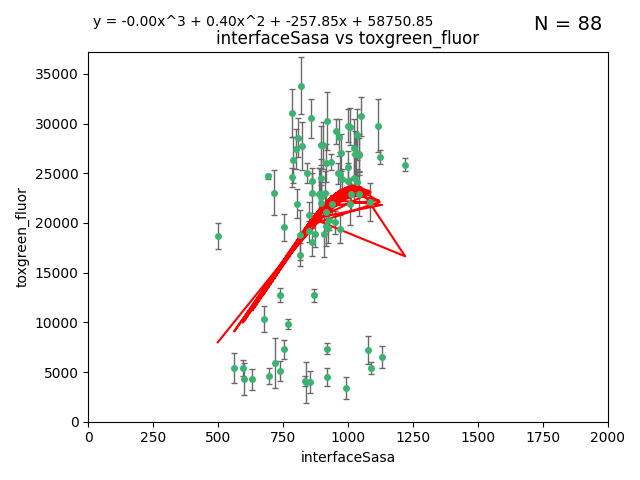 y = -0.00x^3 + 0.40x^2 + -257.85x + 58750.85
N = 88
interfaceSasa vs toxgreen_fluor
35000
30000
25000
20000
15000
10000
5000
0
toxgreen_fluor
0 250 500 750 1000 1250 1500 1750 2000
interfaceSasa